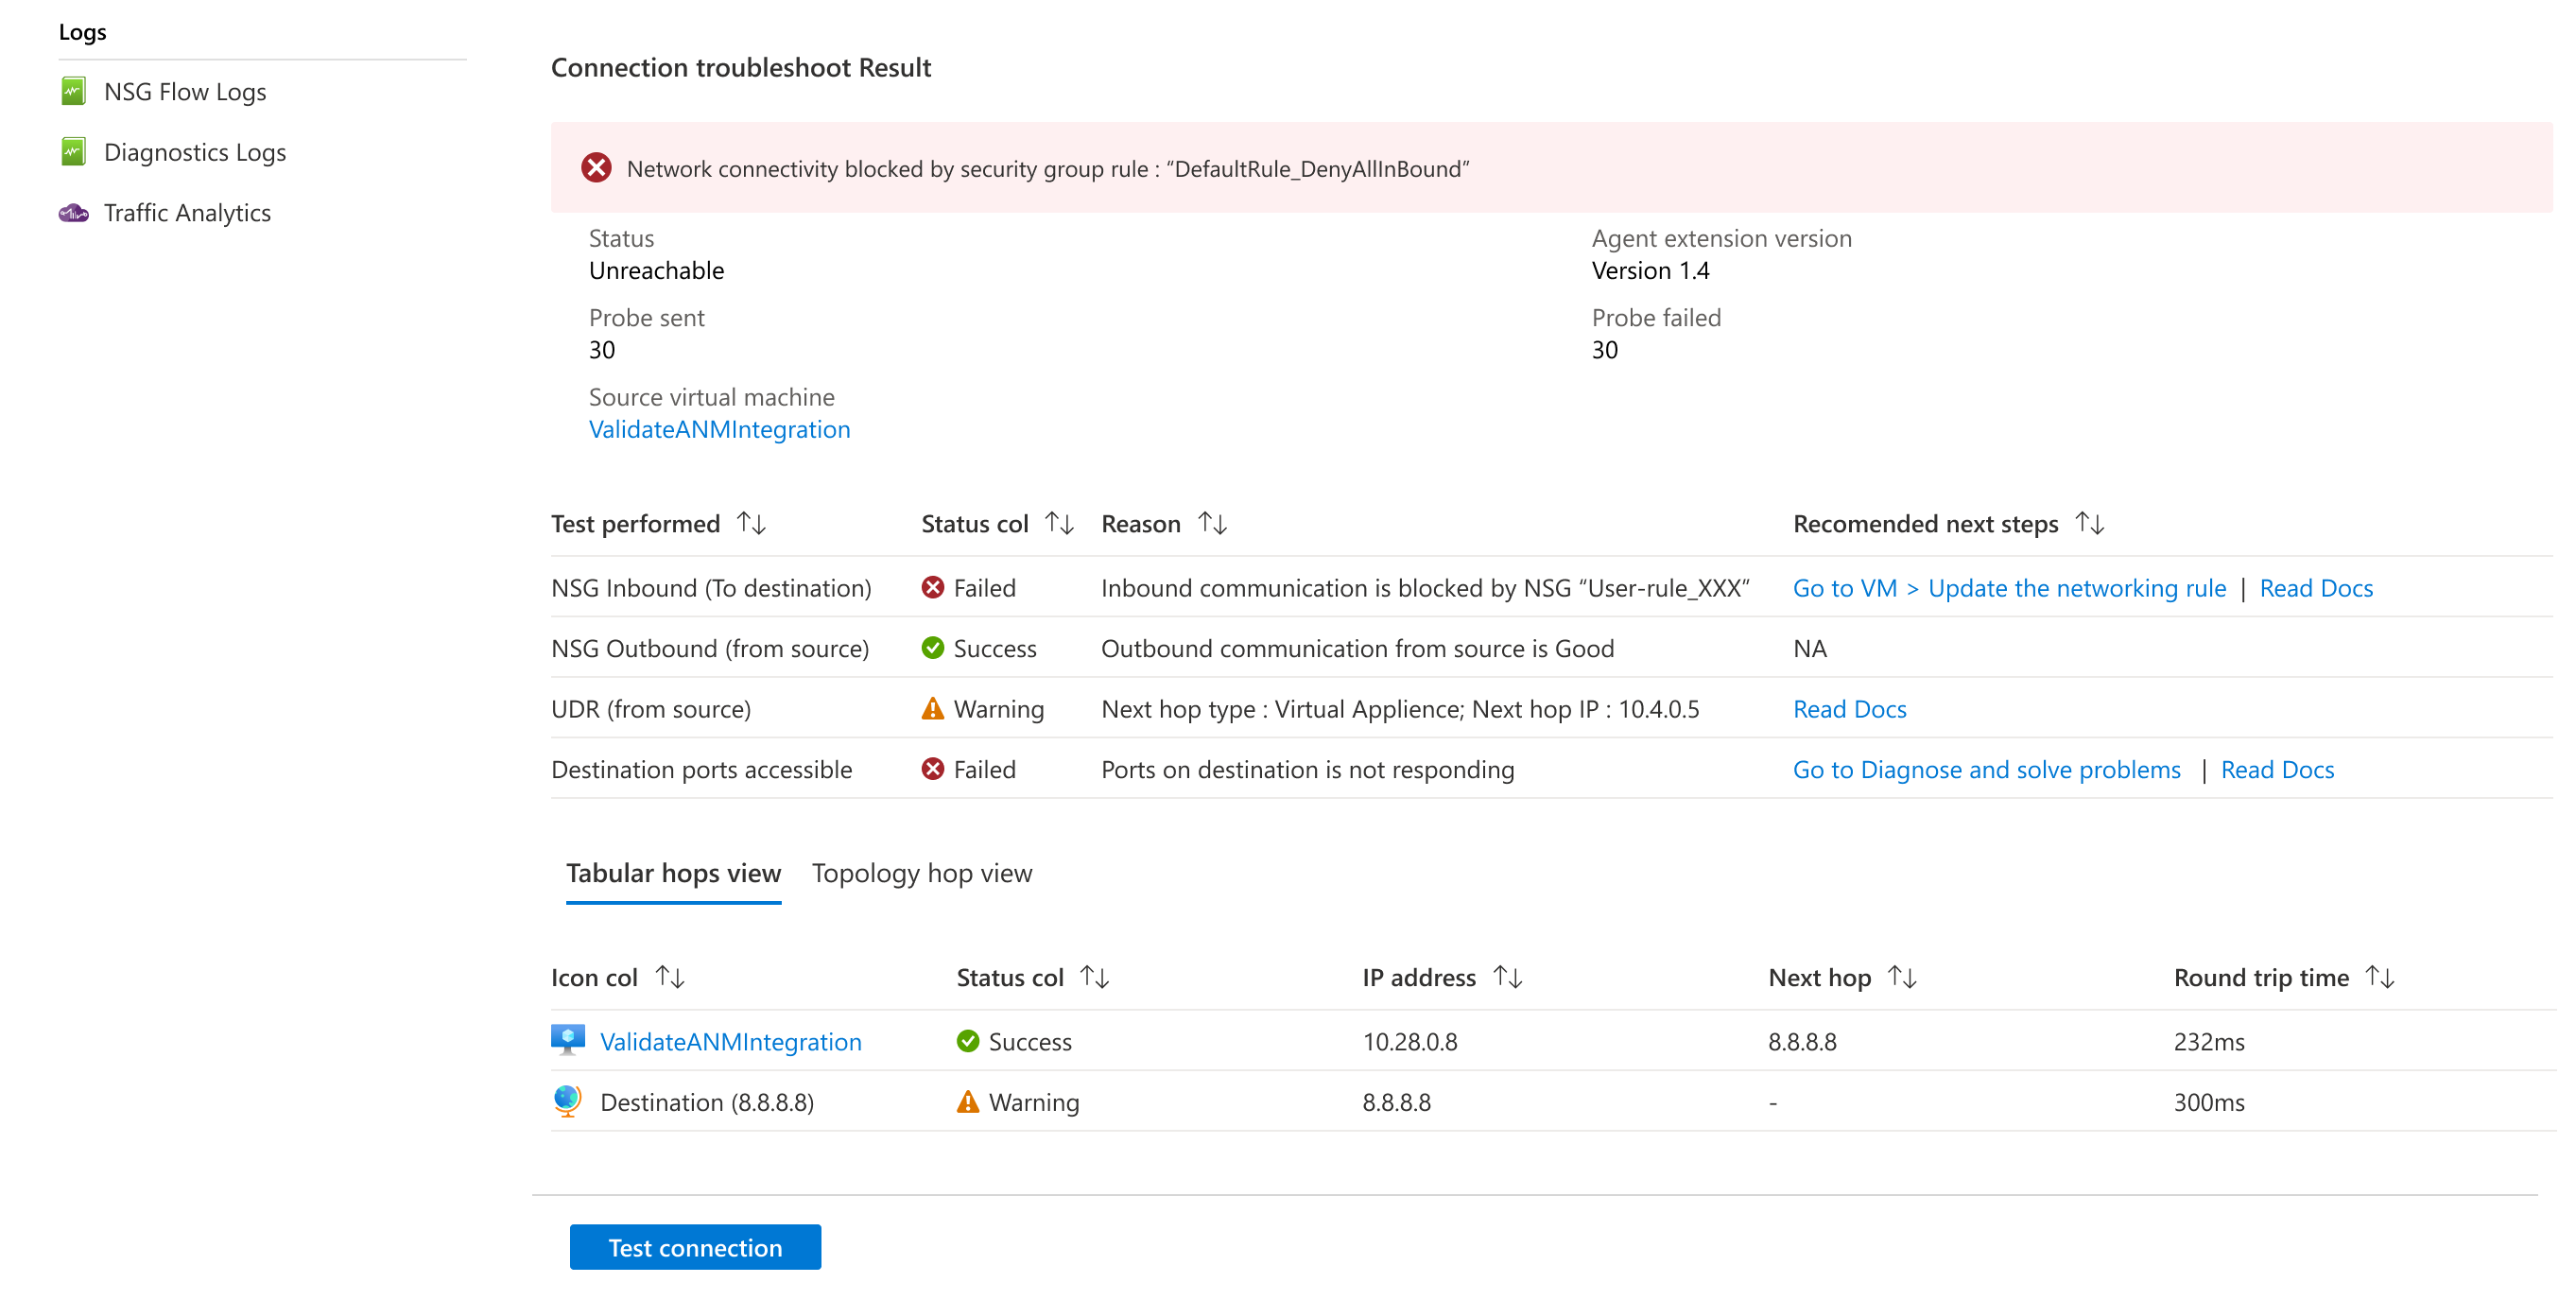 Logs
NSG Flow Logs
Diagnostics Logs
Traffic Analytics
Connection troubleshoot Result
Network connectivity blocked by security group rule : “DefaultRule_DenyAllInBound”
Status
Unreachable
Agent extension version
Version 1.4
Probe sent
30
Probe failed
30
Source virtual machine
ValidateANMIntegration
Test performed ↑↓ Status col ↑↓ Reason ↑↓ Recomended next steps ↑↓
NSG Inbound (To destination) Failed Inbound communication is blocked by NSG “User-rule_XXX” Go to VM > Update the networking rule | Read Docs
NSG Outbound (from source) Success Outbound communication from source is Good NA
UDR (from source) Warning Next hop type : Virtual Applience; Next hop IP : 10.4.0.5 Read Docs
Destination ports accessible Failed Ports on destination is not responding Go to Diagnose and solve problems | Read Docs
Tabular hops view Topology hop view
Icon col ↑↓ Status col ↑↓ IP address ↑↓ Next hop ↑↓ Round trip time ↑↓
ValidateANMIntegration Success 10.28.0.8 8.8.8.8 232ms
Destination (8.8.8.8) Warning 8.8.8.8 - 300ms
Test connection